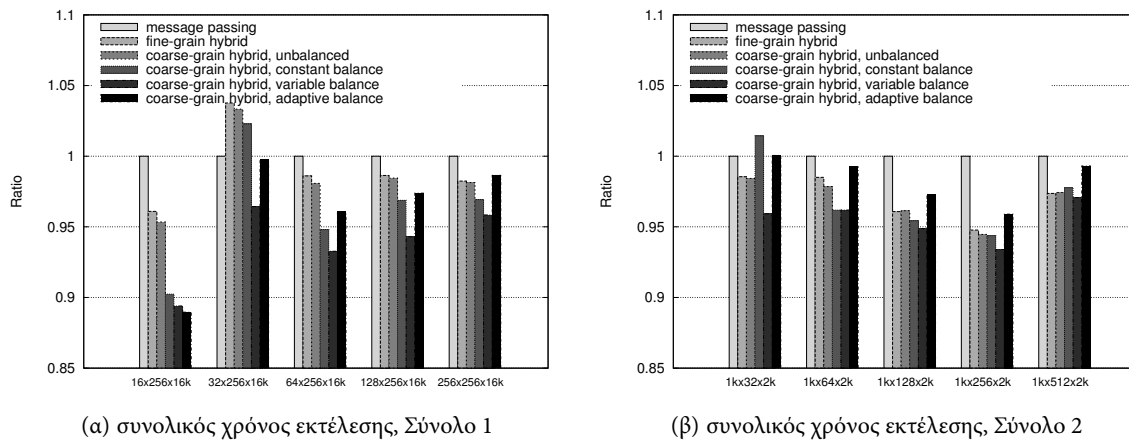 1.1
1.05
1
0.95
0.9
0.85
Ratio
message passing
fine-grain hybrid
coarse-grain hybrid, unbalanced
coarse-grain hybrid, constant balance
coarse-grain hybrid, variable balance
coarse-grain hybrid, adaptive balance
16x256x16k 32x256x16k 64x256x16k 128x256x16k 256x256x16k
(α) συνολικός χρόνος εκτέλεσης, Σύνολο 1
1.1
1.05
1
0.95
0.9
0.85
Ratio
message passing
fine-grain hybrid
coarse-grain hybrid, unbalanced
coarse-grain hybrid, constant balance
coarse-grain hybrid, variable balance
coarse-grain hybrid, adaptive balance
1kx32x2k 1kx64x2k 1kx128x2k 1kx256x2k 1kx512x2k
(β) συνολικός χρόνος εκτέλεσης, Σύνολο 2